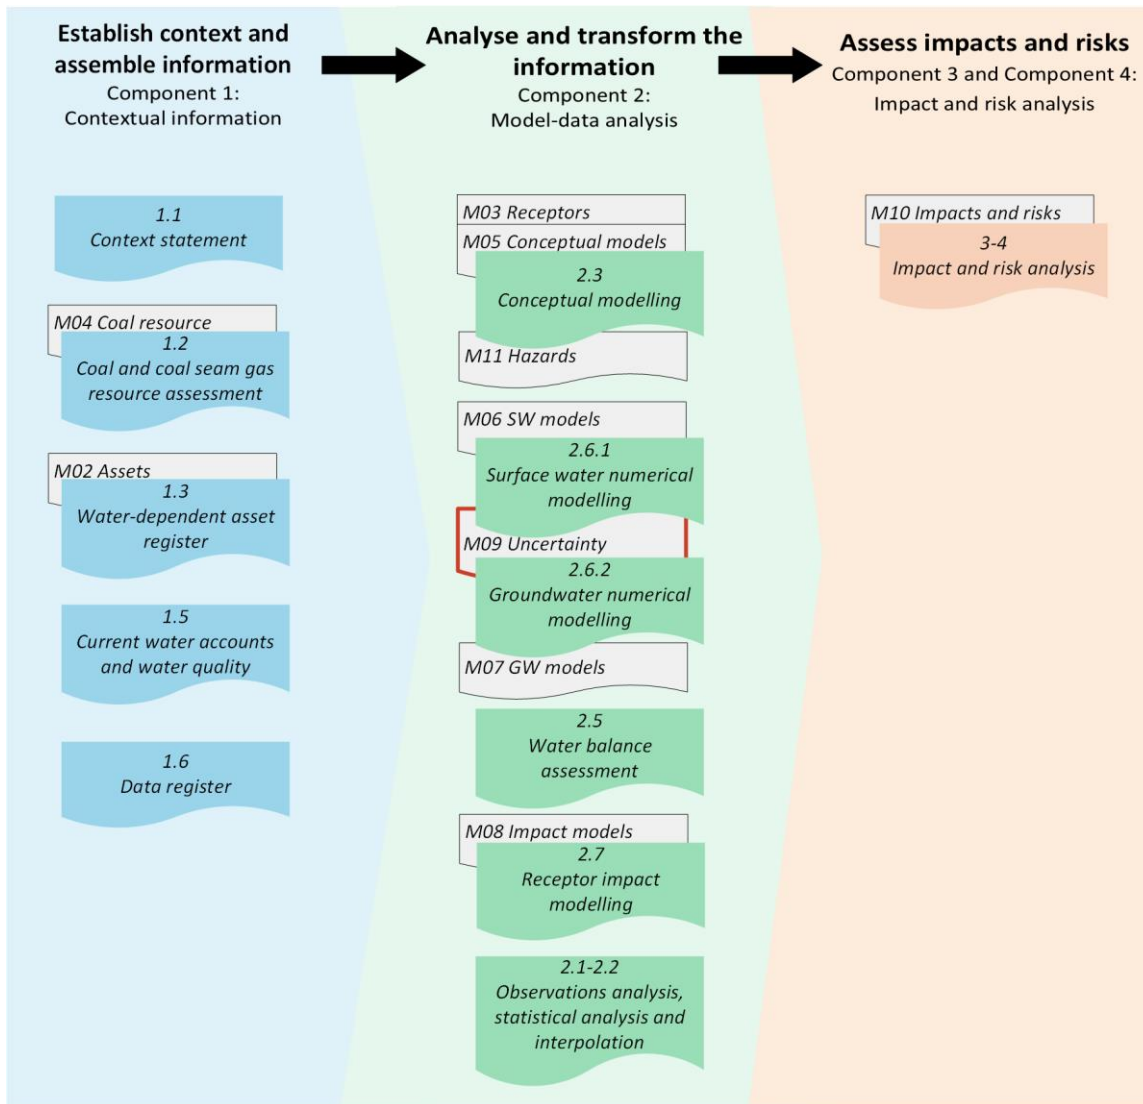 Establish context and
assemble information
Component 1:
Contextual information
1.1
Context statement
M04 Coal resource
1.2
Coal and coal seam gas
resource assessment
M02 Assets
1.3
Water-dependent asset
register
1.5
Current water accounts
and water quality
1.6
Data register
Analyse and transform the
information
Component 2:
Model-data analysis
M03 Receptors
M05 Conceptual models
2.3
Conceptual modelling
M11 Hazards
M06 SW models
2.6.1
Surface water numerical
modelling
M09 Uncertainty
2.6.2
Groundwater numerical
modelling
M07 GW models
2.5
Water balance
assessment
M08 Impact models
2.7
Receptor impact
modelling
2.1-2.2
Observations analysis,
statistical analysis and
interpolation
Assess impacts and risks
Component 3 and Component 4:
Impact and risk analysis
M10 Impacts and risks
3-4
Impact and risk analysis